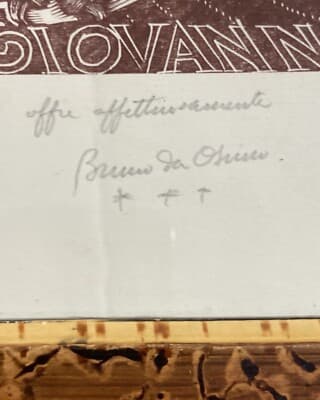 GIOVANN
offre affettuosamente
Bruno da Osimo